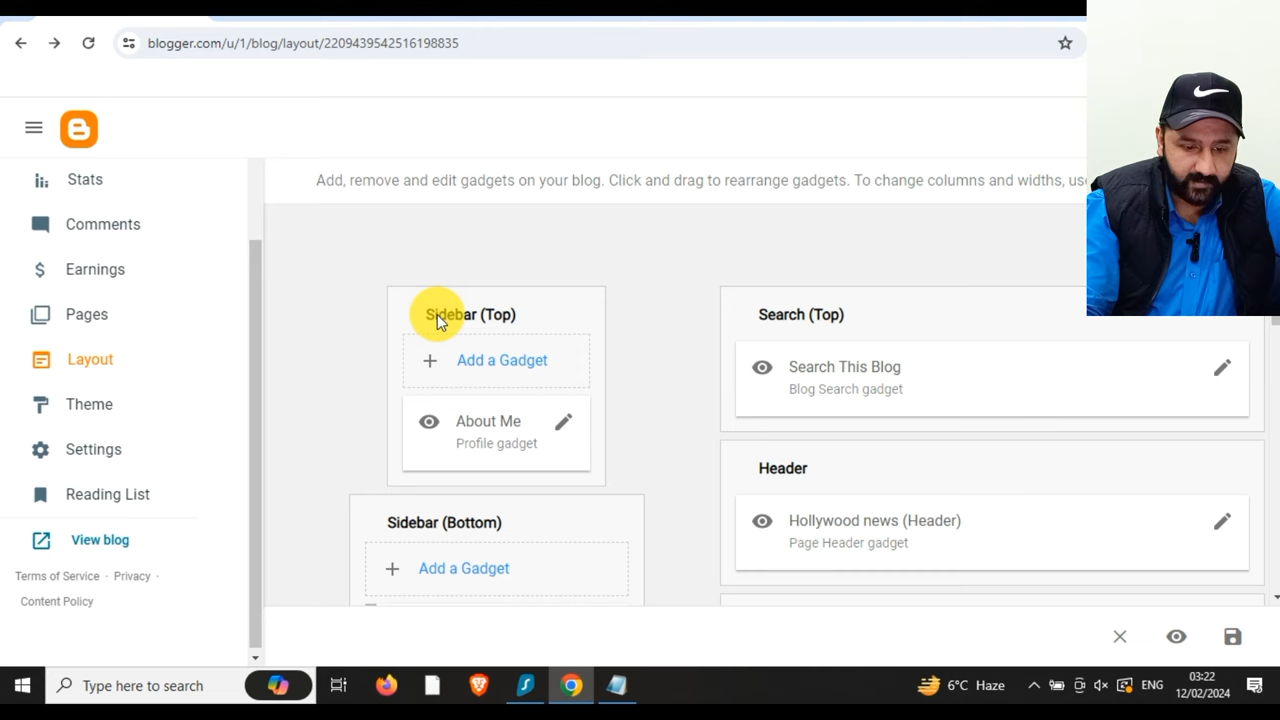 blogger.com/u/1/blog/layout/2209439542516198835
Stats
Comments
Earnings
Pages
Layout
Theme
Settings
Reading List
View blog
Terms of Service · Privacy ·
Content Policy
Add, remove and edit gadgets on your blog. Click and drag to rearrange gadgets. To change columns and widths, use
Sidebar (Top)
Add a Gadget
About Me
Profile gadget
Sidebar (Bottom)
Add a Gadget
Search (Top)
Search This Blog
Blog Search gadget
Header
Hollywood news (Header)
Page Header gadget
Type here to search
6°C Haze
ENG
03:22
12/02/2024